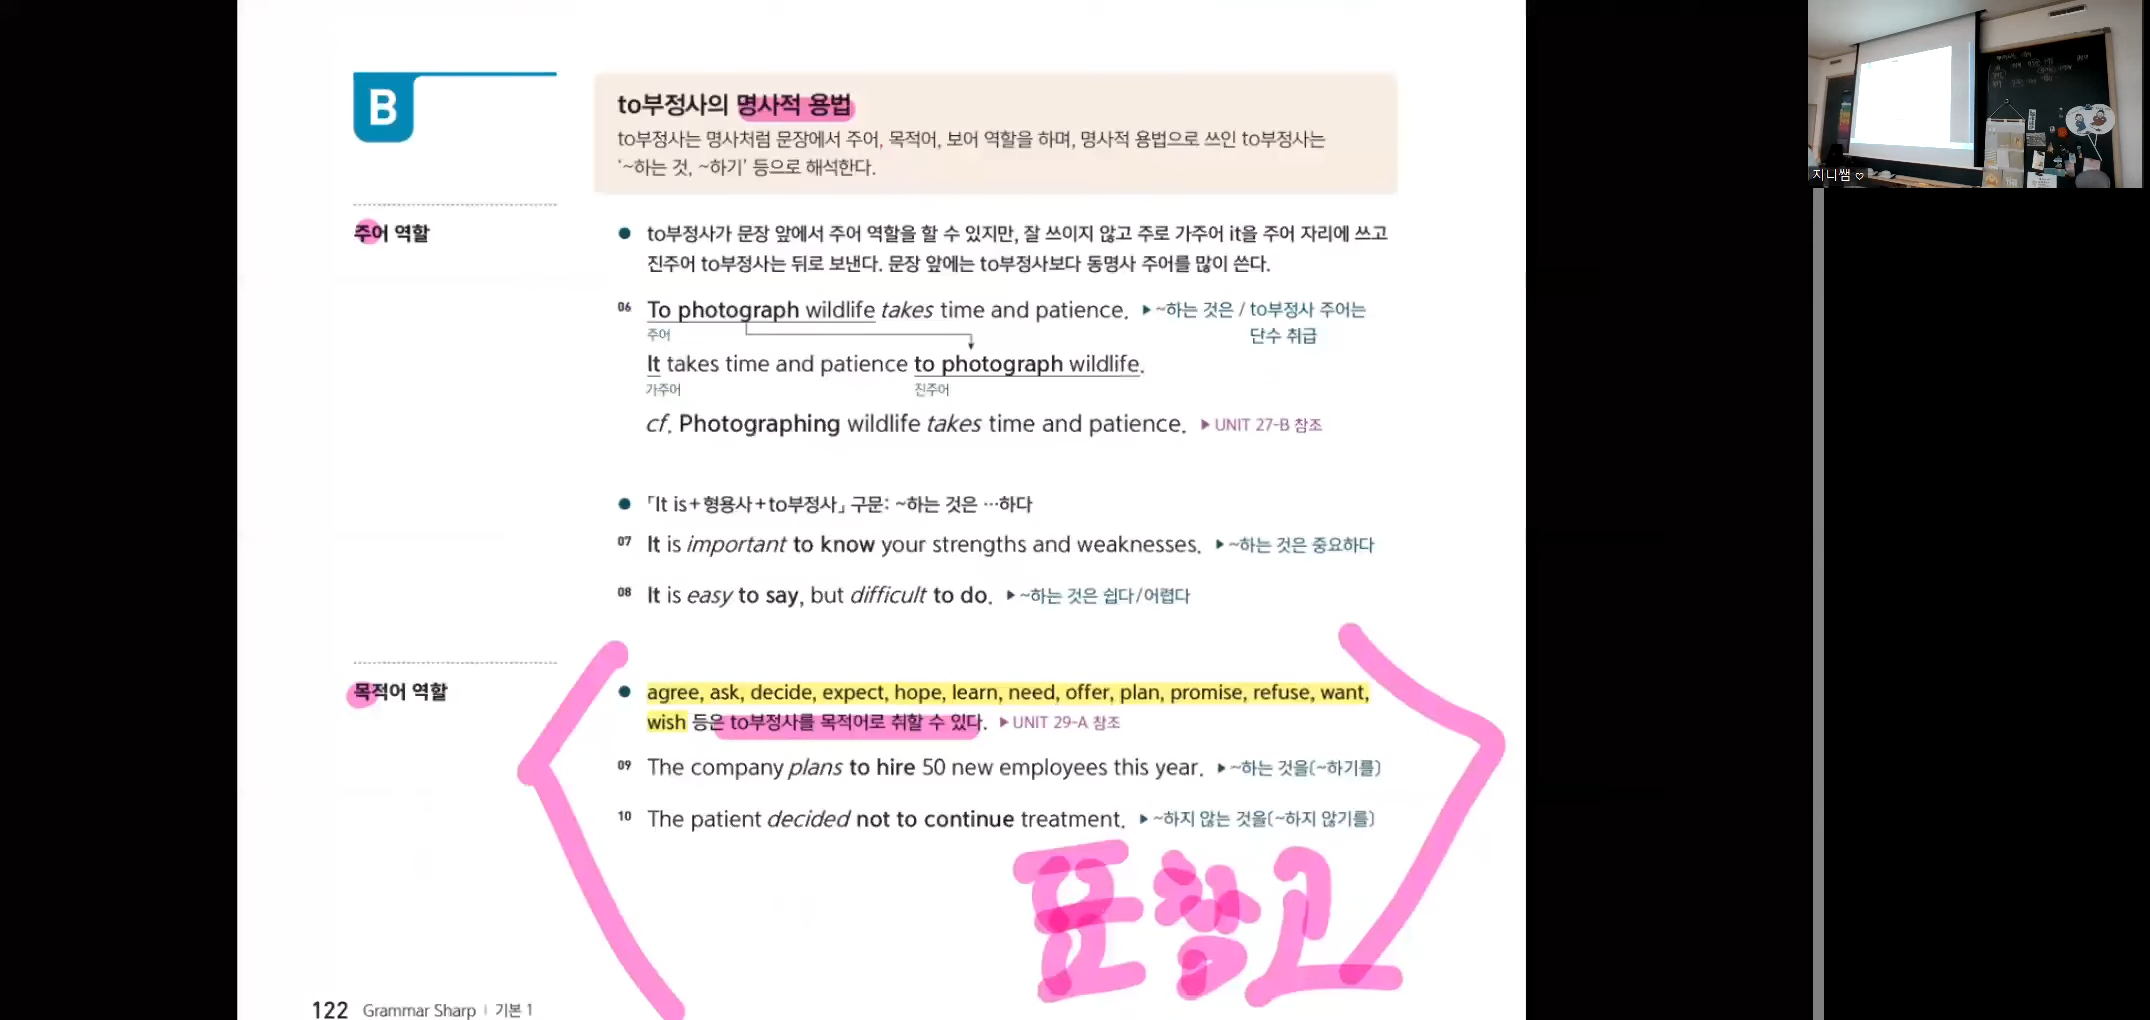 B
to부정사의 명사적 용법
to부정사는 명사처럼 문장에서 주어, 목적어, 보어 역할을 하며, 명사적 용법으로 쓰인 to부정사는
‘~하는 것, ~하기’ 등으로 해석한다.
주어 역할
● to부정사가 문장 앞에서 주어 역할을 할 수 있지만, 잘 쓰이지 않고 주로 가주어 it을 주어 자리에 쓰고
진주어 to부정사는 뒤로 보낸다. 문장 앞에는 to부정사보다 동명사 주어를 많이 쓴다.
06 To photograph wildlife takes time and patience. ▶ ~하는 것은 / to부정사 주어는
주어 단수 취급
It takes time and patience to photograph wildlife.
가주어 진주어
cf. Photographing wildlife takes time and patience. ▶ UNIT 27-B 참조
● 「It is+형용사+to부정사」 구문: ~하는 것은 …하다
07 It is important to know your strengths and weaknesses. ▶ ~하는 것은 중요하다
08 It is easy to say, but difficult to do. ▶ ~하는 것은 쉽다/어렵다
목적어 역할
● agree, ask, decide, expect, hope, learn, need, offer, plan, promise, refuse, want,
wish 등은 to부정사를 목적어로 취할 수 있다. ▶ UNIT 29-A 참조
09 The company plans to hire 50 new employees this year. ▶ ~하는 것을(~하기를)
10 The patient decided not to continue treatment. ▶ ~하지 않는 것을(~하지 않기를)
표 참고
122 Grammar Sharp | 기본 1
지니쌤 ♡